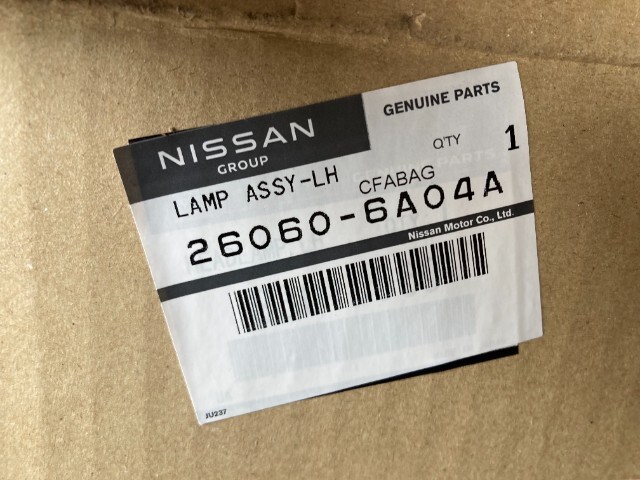 NISSAN
GROUP
GENUINE PARTS
QTY 1
LAMP ASSY-LH CFABAG
26060-6A04A
Nissan Motor Co., Ltd.
JU237